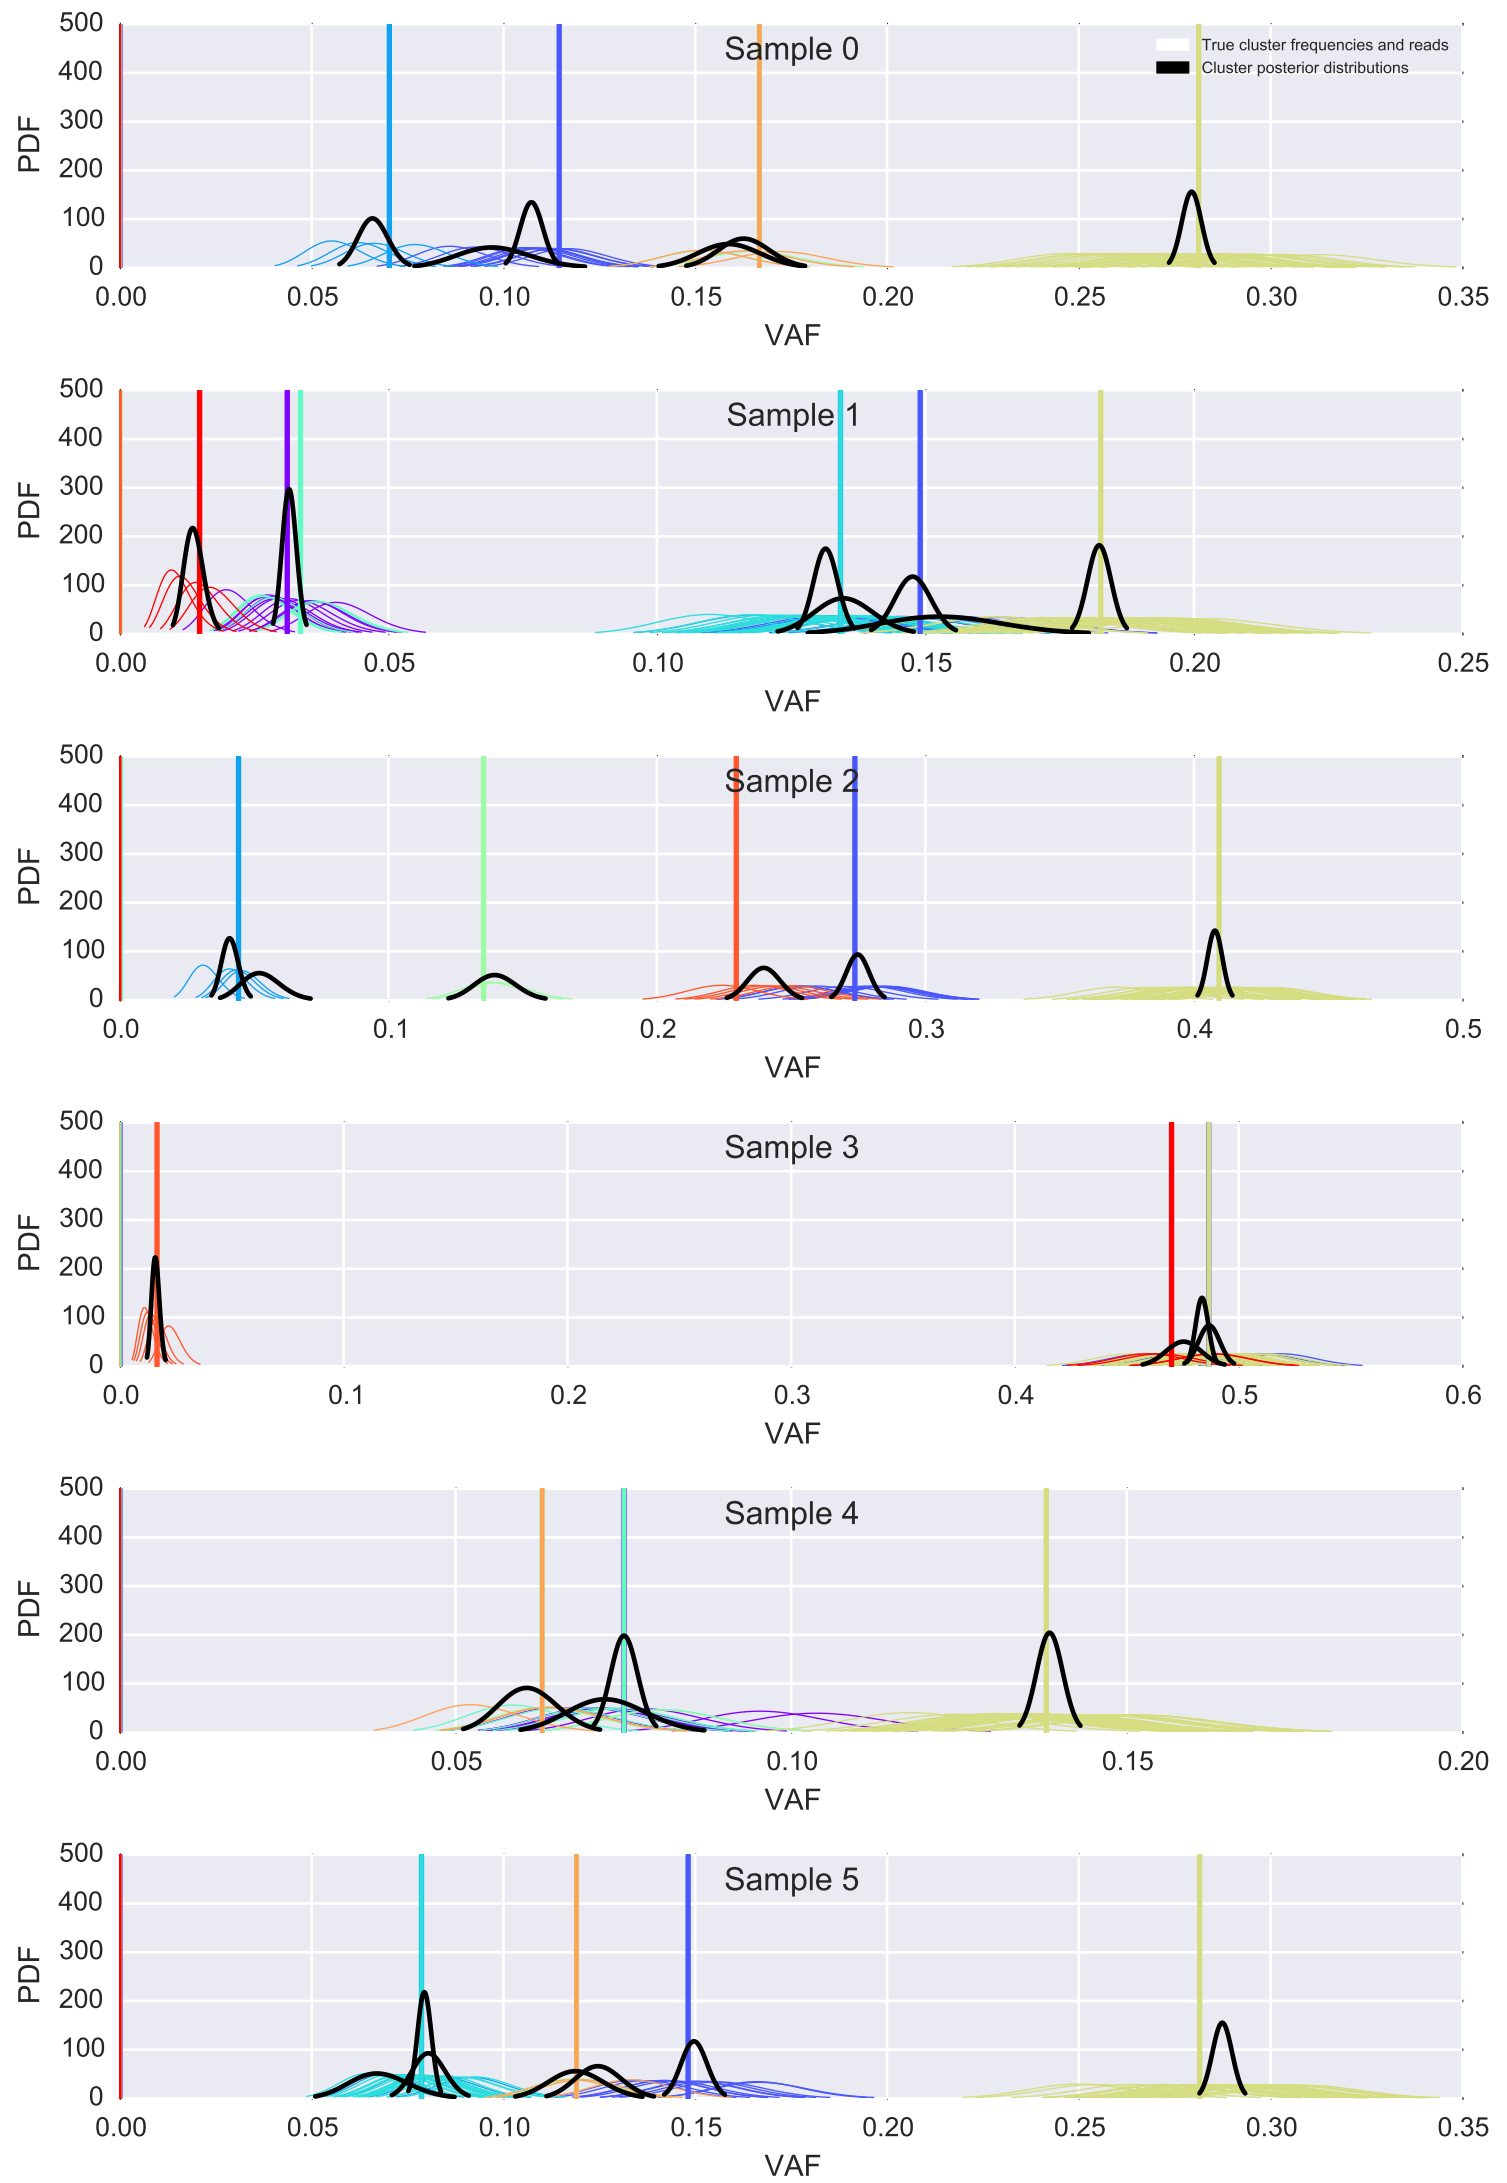 500
Sample 0
True cluster frequencies and reads
400
Cluster posterior distributions
300
PDF
200
100
0
0.00 0.05 0.10 0.15 0.20 0.25 0.30 0.35
VAF
500
Sample 1
400
300
PDF
200
100
0
0.00 0.05 0.10 0.15 0.20 0.25
VAF
500
Sample 2
400
300
PDF
200
100
0
0.0 0.1 0.2 0.3 0.4 0.5
VAF
500
Sample 3
400
300
PDF
200
100
0
0.0 0.1 0.2 0.3 0.4 0.5 0.6
VAF
500
Sample 4
400
300
PDF
200
100
0
0.00 0.05 0.10 0.15 0.20
VAF
500
Sample 5
400
300
PDF
200
100
0
0.00 0.05 0.10 0.15 0.20 0.25 0.30 0.35
VAF